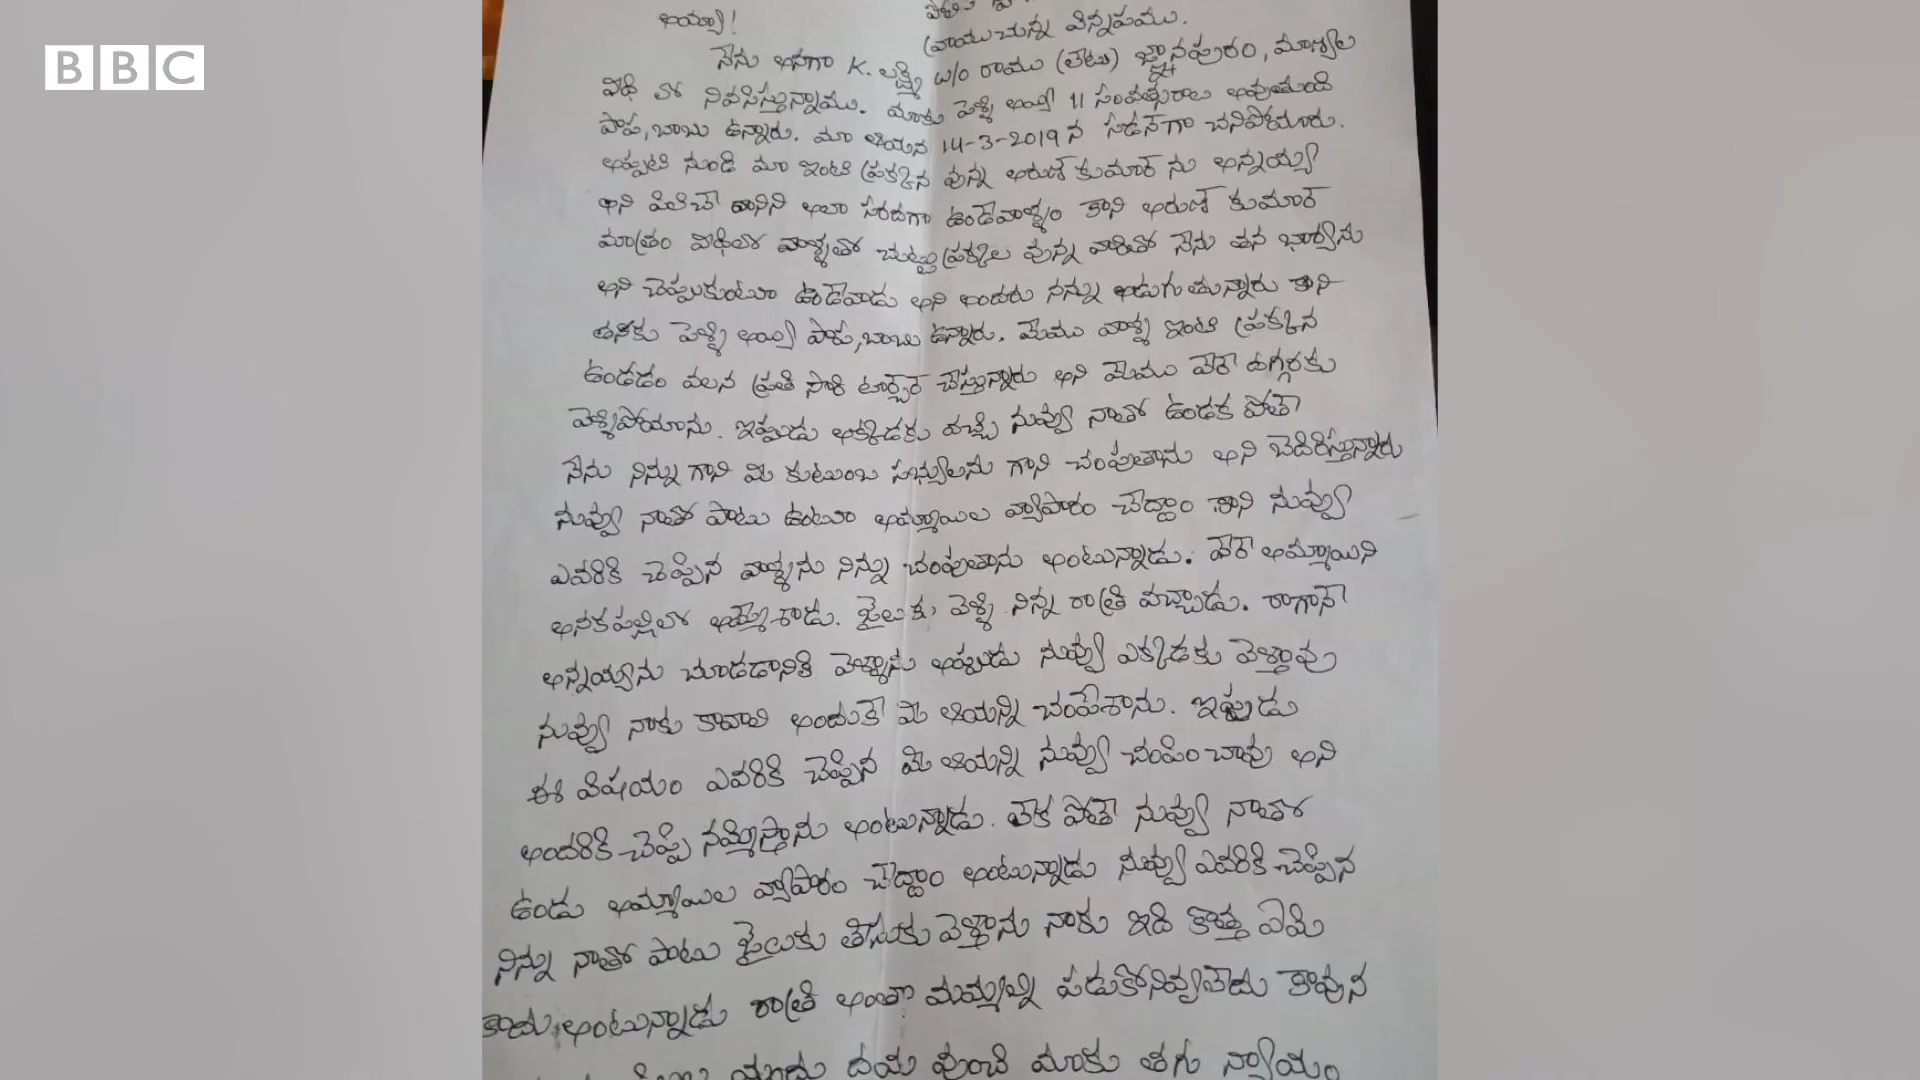 BBC
అయ్యా!
వ్రాయుచున్న విన్నపము.
నేను అనగా K. లక్ష్మి w/o రాము (లేటు) జ్ఞానపురం, మాణ్యాల
వీధి లో నివసిస్తున్నాము. మాకు పెళ్ళి అయ్యి 11 సంవత్సరాలు అవుతుంది
పాప, బాబు ఉన్నారు. మా ఆయన 14-3-2019 న సడన్‌గా చనిపోయారు.
అప్పటి నుండి మా ఇంటి ప్రక్కన వున్న అరుణ్ కుమార్ ను అన్నయ్య
అని పిలిచే దానిని అలా సరదగా ఉండేవాళ్ళం కాని అరుణ్ కుమార్
మాత్రం వీధిలో వాళ్ళతో చుట్టుప్రక్కల వున్న వారితో నేను తన భార్యను
అని చెప్పుకుంటూ ఉండేవాడు అని అందరు నన్ను అడుగుతున్నారు కాని
తనికు పెళ్ళి అయ్యి పాప, బాబు ఉన్నారు. మేము వాళ్ళ ఇంటి ప్రక్కన
ఉండడం వలన ప్రతి సారి టార్చర్ చేస్తున్నారు అని మేము వేరే దగ్గరకు
వెళ్ళిపోయాను. ఇప్పుడు అక్కడకు వచ్చి నువ్వు నాతో ఉండక పోతే
నేను నిన్ను గాని మీ కుటుంబ సభ్యులను గాని చంపుతాను అని బెదిరిస్తున్నారు
నువ్వు నాతో పాటు ఉంటూ అమ్మాయిల వ్యాపారం చేద్దాం కాని నువ్వు
ఎవరికి చెప్పిన వాళ్ళను నిన్ను చంపుతాను అంటున్నాడు. వేరే అమ్మాయిని
అనకపల్లిలో అమ్మేశాడు. జైలుకు వెళ్ళి నిన్న రాత్రి వచ్చాడు. రాగానే
అన్నయ్యను చూడడానికి వెళ్ళాను అప్పుడు నువ్వు ఎక్కడకు వెళ్తావు
నువ్వు నాకు కావాలి అందుకే మీ ఆయన్ని చంపేశాను. ఇప్పుడు
ఈ విషయం ఎవరికి చెప్పిన మీ ఆయన్ని నువ్వు చంపించావు అని
అందరికి చెప్పి నమ్మిస్తాను అంటున్నాడు. లేక పోతే నువ్వు నాతో
ఉండు అమ్మాయిల వ్యాపారం చేద్దాం అంటున్నాడు నువ్వు ఎవరికి చెప్పిన
నిన్ను నాతో పాటు జైలుకు తీసుకు వెళ్తాను నాకు ఇది కొత్త ఏమి
కాదు అంటున్నాడు రాత్రి అంతా మమ్మల్ని పడుకోనివ్వలేదు కావున
దయ వుంచి మాకు తగు న్యాయం